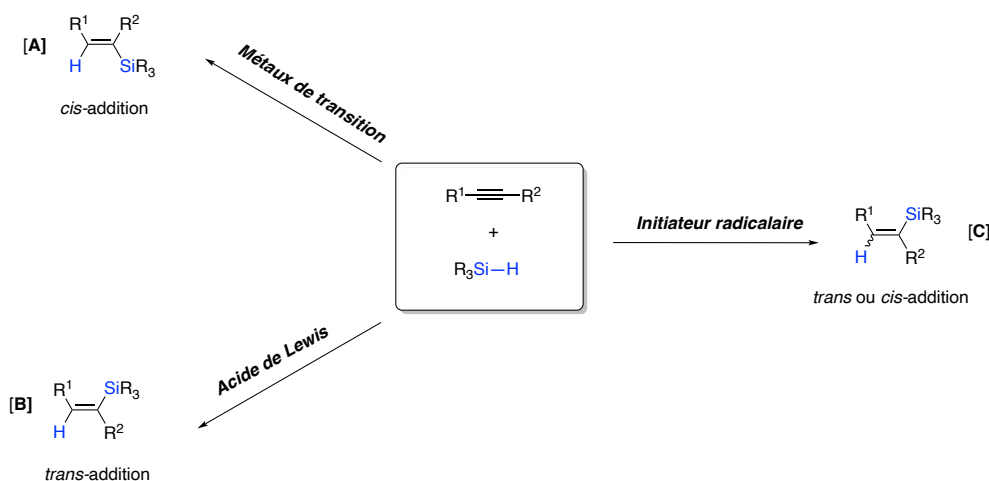 R¹ R²
[A]
H SiR₃
cis-addition
Métaux de transition
R¹ R²
+
R₃Si–H
Initiateur radicalaire
R¹ SiR₃
[C]
H R²
trans ou cis-addition
Acide de Lewis
R¹ SiR₃
[B]
H R²
trans-addition